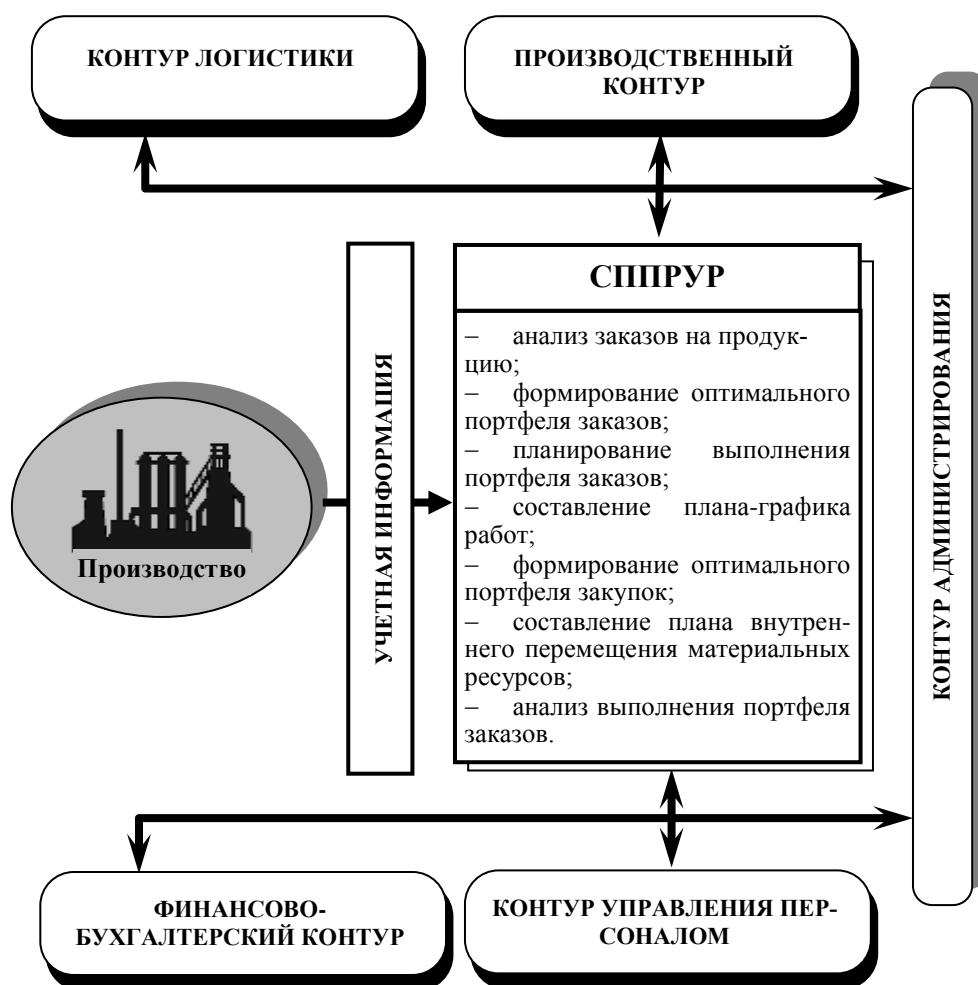 КОНТУР ЛОГИСТИКИ
ПРОИЗВОДСТВЕННЫЙ
КОНТУР
СППРУР
– анализ заказов на продук-
цию;
– формирование оптимального
портфеля заказов;
– планирование выполнения
портфеля заказов;
– составление плана-графика
работ;
– формирование оптимального
портфеля закупок;
– составление плана внутрен-
него перемещения материальных
ресурсов;
– анализ выполнения портфеля
заказов.
Производство
УЧЕТНАЯ ИНФОРМАЦИЯ
КОНТУР АДМИНИСТРИРОВАНИЯ
ФИНАНСОВО-
БУХГАЛТЕРСКИЙ КОНТУР
КОНТУР УПРАВЛЕНИЯ ПЕР-
СОНАЛОМ